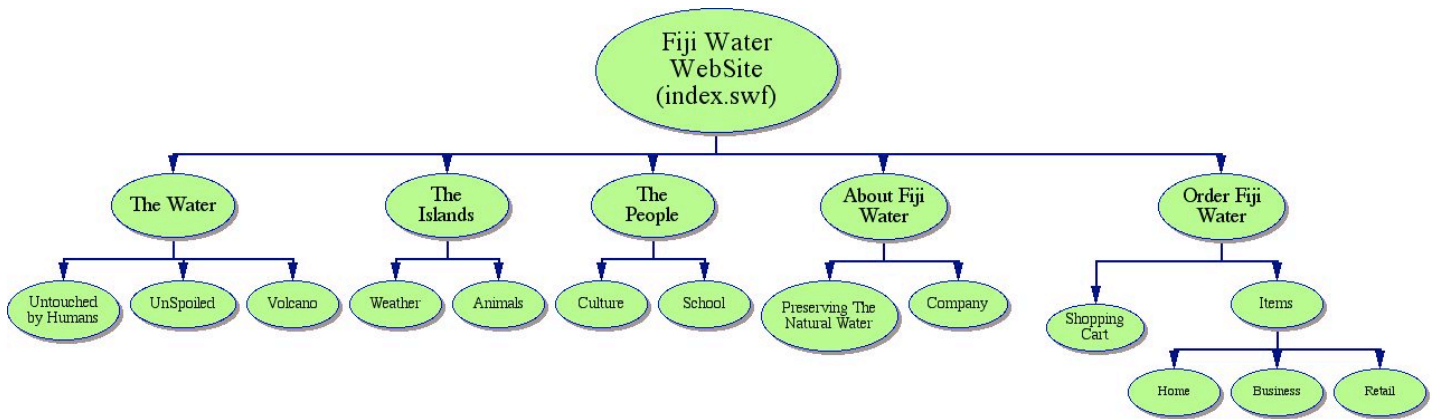 Fiji Water
WebSite
(index.swf)
The Water
The
Islands
The
People
About Fiji
Water
Order Fiji
Water
Untouched
by Humans
UnSpoiled
Volcano
Weather
Animals
Culture
School
Preserving The
Natural Water
Company
Shopping
Cart
Items
Home
Business
Retail